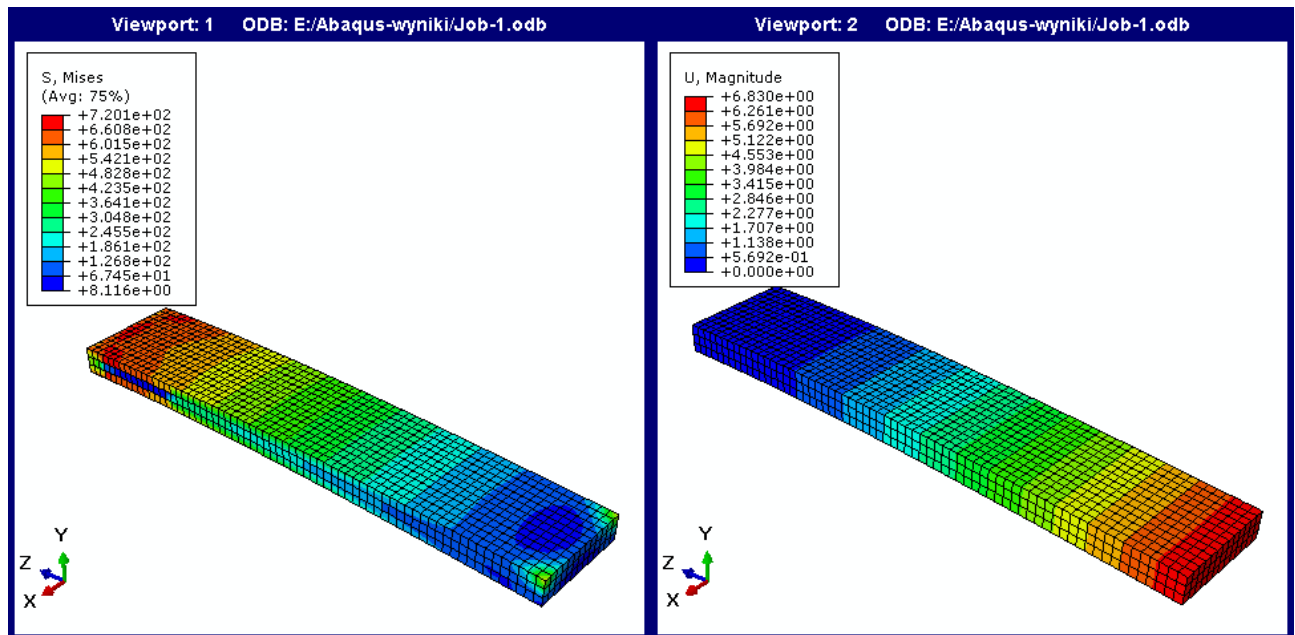 Viewport: 1 ODB: E:/Abaqus-wyniki/Job-1.odb
S, Mises
(Avg: 75%)
+7.201e+02
+6.608e+02
+6.015e+02
+5.421e+02
+4.828e+02
+4.235e+02
+3.641e+02
+3.048e+02
+2.455e+02
+1.861e+02
+1.268e+02
+6.745e+01
+8.116e+00
Y
Z
X
Viewport: 2 ODB: E:/Abaqus-wyniki/Job-1.odb
U, Magnitude
+6.830e+00
+6.261e+00
+5.692e+00
+5.122e+00
+4.553e+00
+3.984e+00
+3.415e+00
+2.846e+00
+2.277e+00
+1.707e+00
+1.138e+00
+5.692e-01
+0.000e+00
Y
Z
X